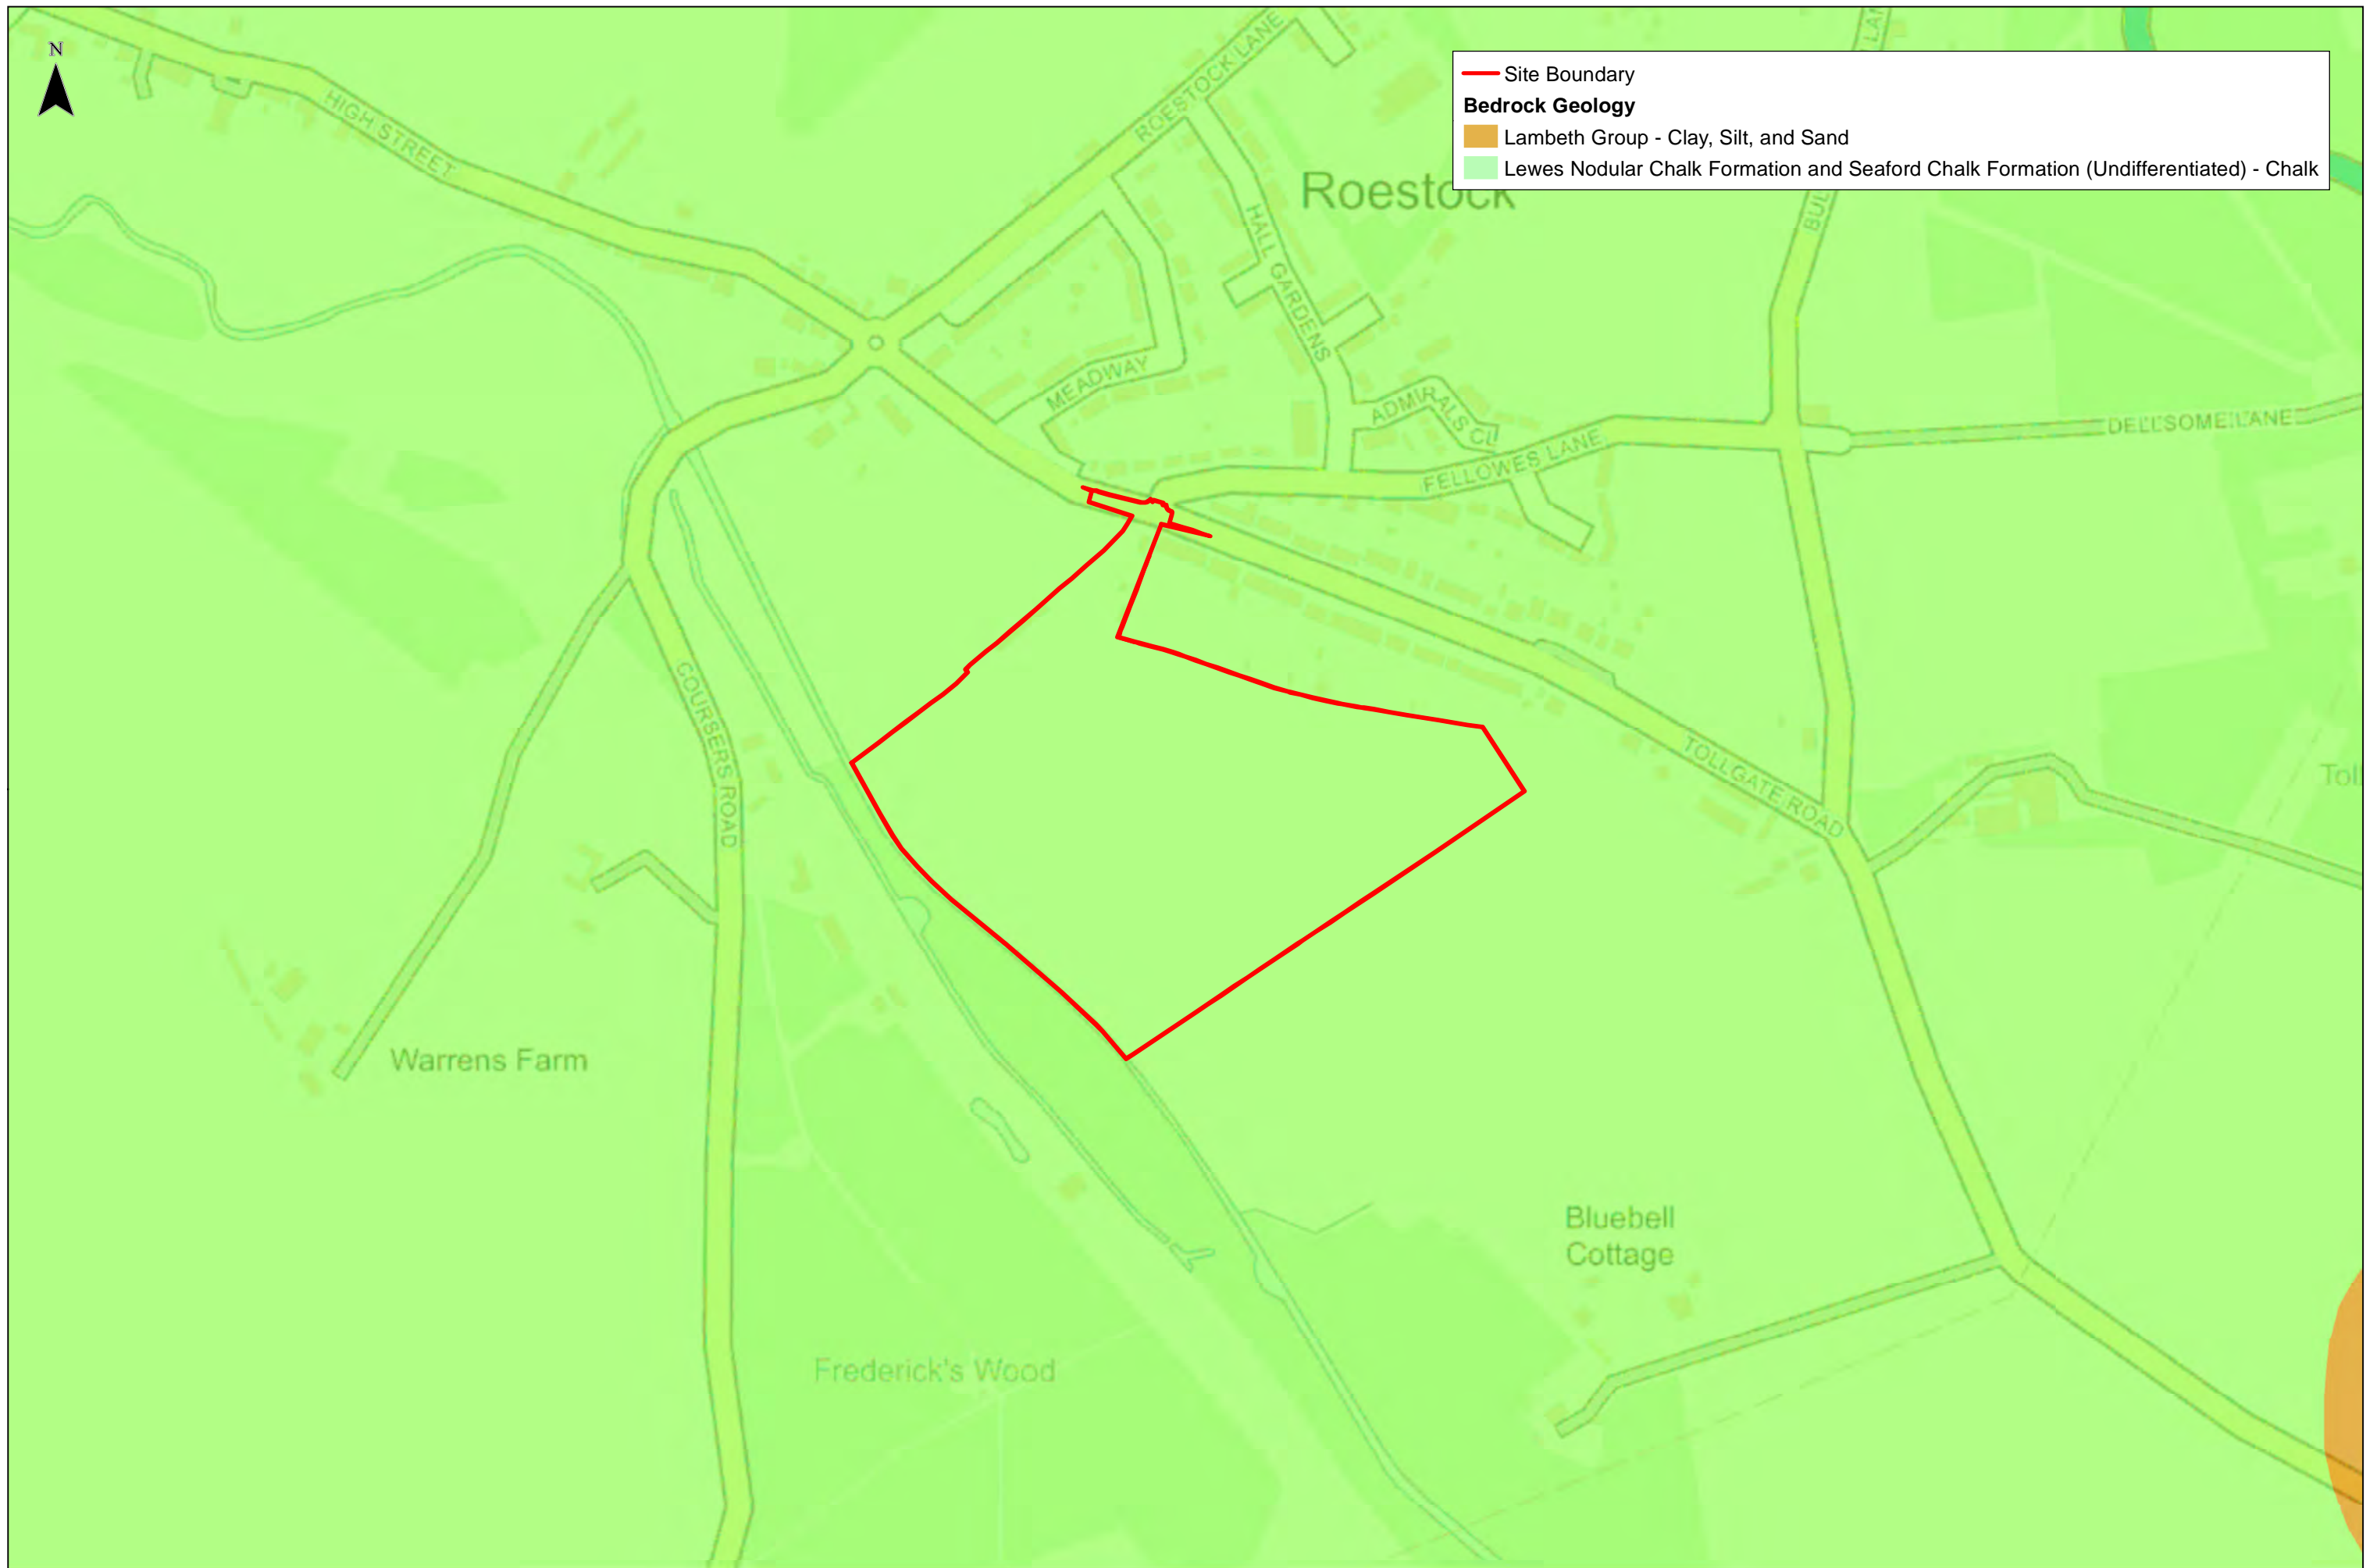 N
Site Boundary
Bedrock Geology
Lambeth Group - Clay, Silt, and Sand
Lewes Nodular Chalk Formation and Seaford Chalk Formation (Undifferentiated) - Chalk
HIGH STREET
ROESTOCK LANE
Roestock
HALL GARDENS
MEADWAY
ADMIRALS CL
FELLOWES LANE
DELLSOME LANE
COURSERS ROAD
TOLLGATE ROAD
Warrens Farm
Bluebell
Cottage
Frederick's Wood